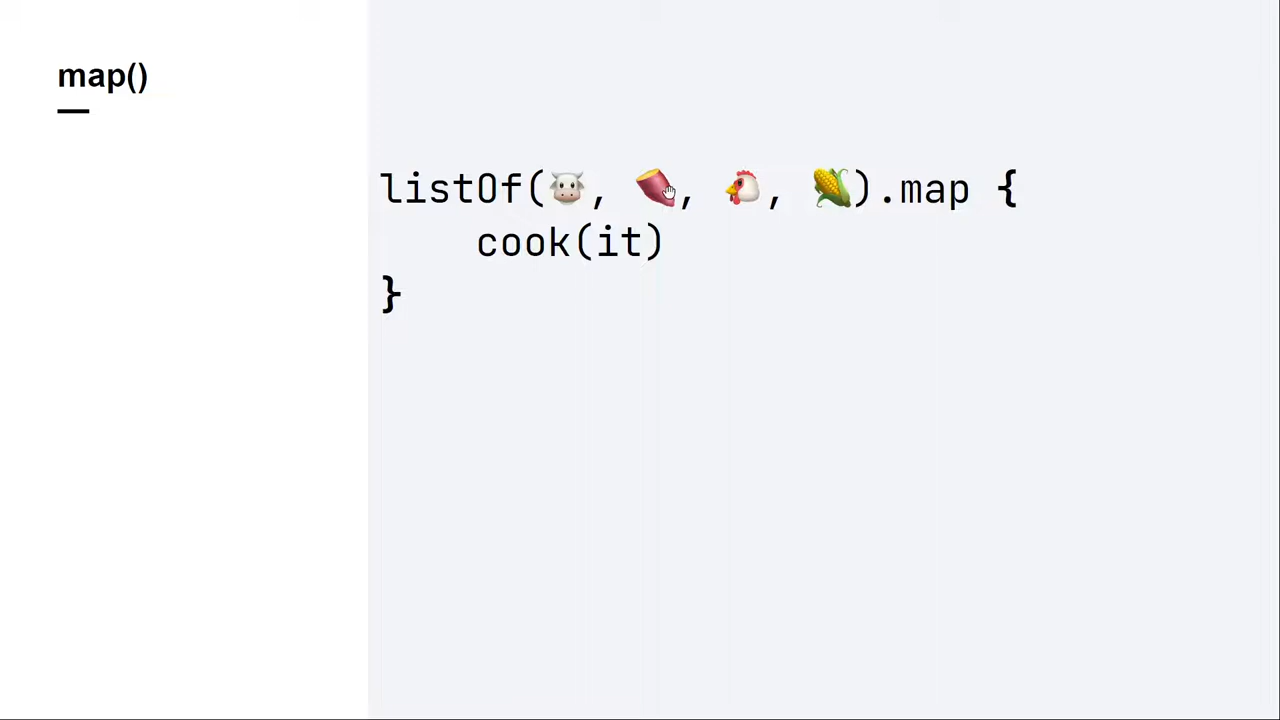 map()
listOf(🐮, 🍠, 🐔, 🌽).map {
    cook(it)
}